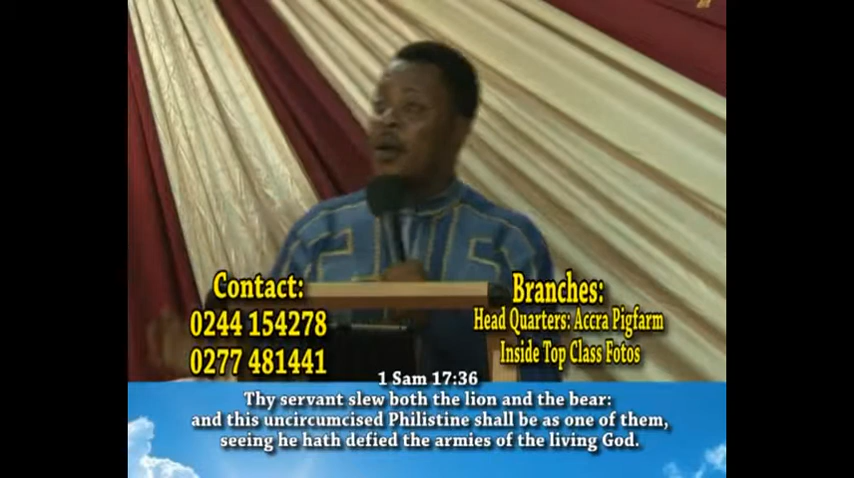 Contact:
0244 154278
0277 481441
Branches:
Head Quarters: Accra Pigfarm
Inside Top Class Fotos
1 Sam 17:36
Thy servant slew both the lion and the bear:
and this uncircumcised Philistine shall be as one of them,
seeing he hath defied the armies of the living God.